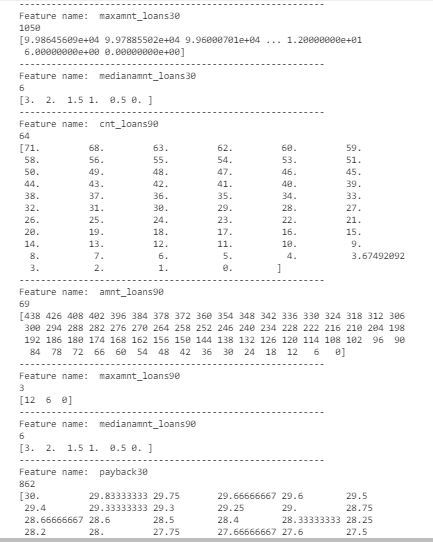 ------------------------------------------------------
Feature name:  maxamnt_loans30
1050
[9.98645609e+04 9.97885502e+04 9.96000701e+04 ... 1.20000000e+01
 6.00000000e+00 0.00000000e+00]
------------------------------------------------------
Feature name:  medianamnt_loans30
6
[3.  2.  1.5 1.  0.5 0. ]
------------------------------------------------------
Feature name:  cnt_loans90
64
[71. 68. 63. 62. 60. 59.
58. 56. 55. 54. 53. 51.
50. 49. 48. 47. 46. 45.
44. 43. 42. 41. 40. 39.
38. 37. 36. 35. 34. 33.
32. 31. 30. 29. 28. 27.
26. 25. 24. 23. 22. 21.
20. 19. 18. 17. 16. 15.
14. 13. 12. 11. 10. 9.
8. 7. 6. 5. 4. 3.67492092
3. 2. 1. 0. ]
------------------------------------------------------
Feature name:  amnt_loans90
69
[438 426 408 402 396 384 378 372 360 354 348 342 336 330 324 318 312 306
300 294 288 282 276 270 264 258 252 246 240 234 228 222 216 210 204 198
192 186 180 174 168 162 156 150 144 138 132 126 120 114 108 102  96  90
84  78  72  66  60  54  48  42  36  30  24  18  12   6   0]
------------------------------------------------------
Feature name:  maxamnt_loans90
3
[12  6  0]
------------------------------------------------------
Feature name:  medianamnt_loans90
6
[3.  2.  1.5 1.  0.5 0. ]
------------------------------------------------------
Feature name:  payback30
862
[30. 29.83333333 29.75 29.66666667 29.6 29.5
29.4 29.33333333 29.3 29.25 29. 28.75
28.66666667 28.6 28.5 28.4 28.33333333 28.25
28.2 28. 27.75 27.66666667 27.6 27.5